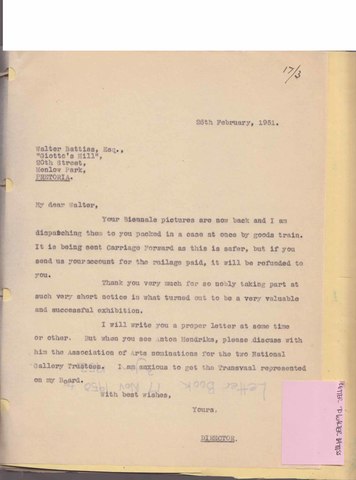 17/3
26th February, 1951.
Walter Battiss, Esq.,
"Giotto's Hill",
20th Street,
Menlow Park,
PRETORIA.
My dear Walter,
Your Biennale pictures are now back and I am
dispatching them to you packed in a case at once by goods train.
It is being sent Carriage Forward as this is safer, but if you
send us your account for the railage paid, it will be refunded to
you.
Thank you very much for so nobly taking part at
such very short notice in what turned out to be a very valuable
and successful exhibition.
I will write you a proper letter at some time
or other. But when you see Anton Hendriks, please discuss with
him the Association of Arts nominations for the two National
Gallery Trustees. I am anxious to get the Transvaal represented
on my Board.
Letter Book 17 Nov 1950
With best wishes,
Yours.
DIRECTOR.